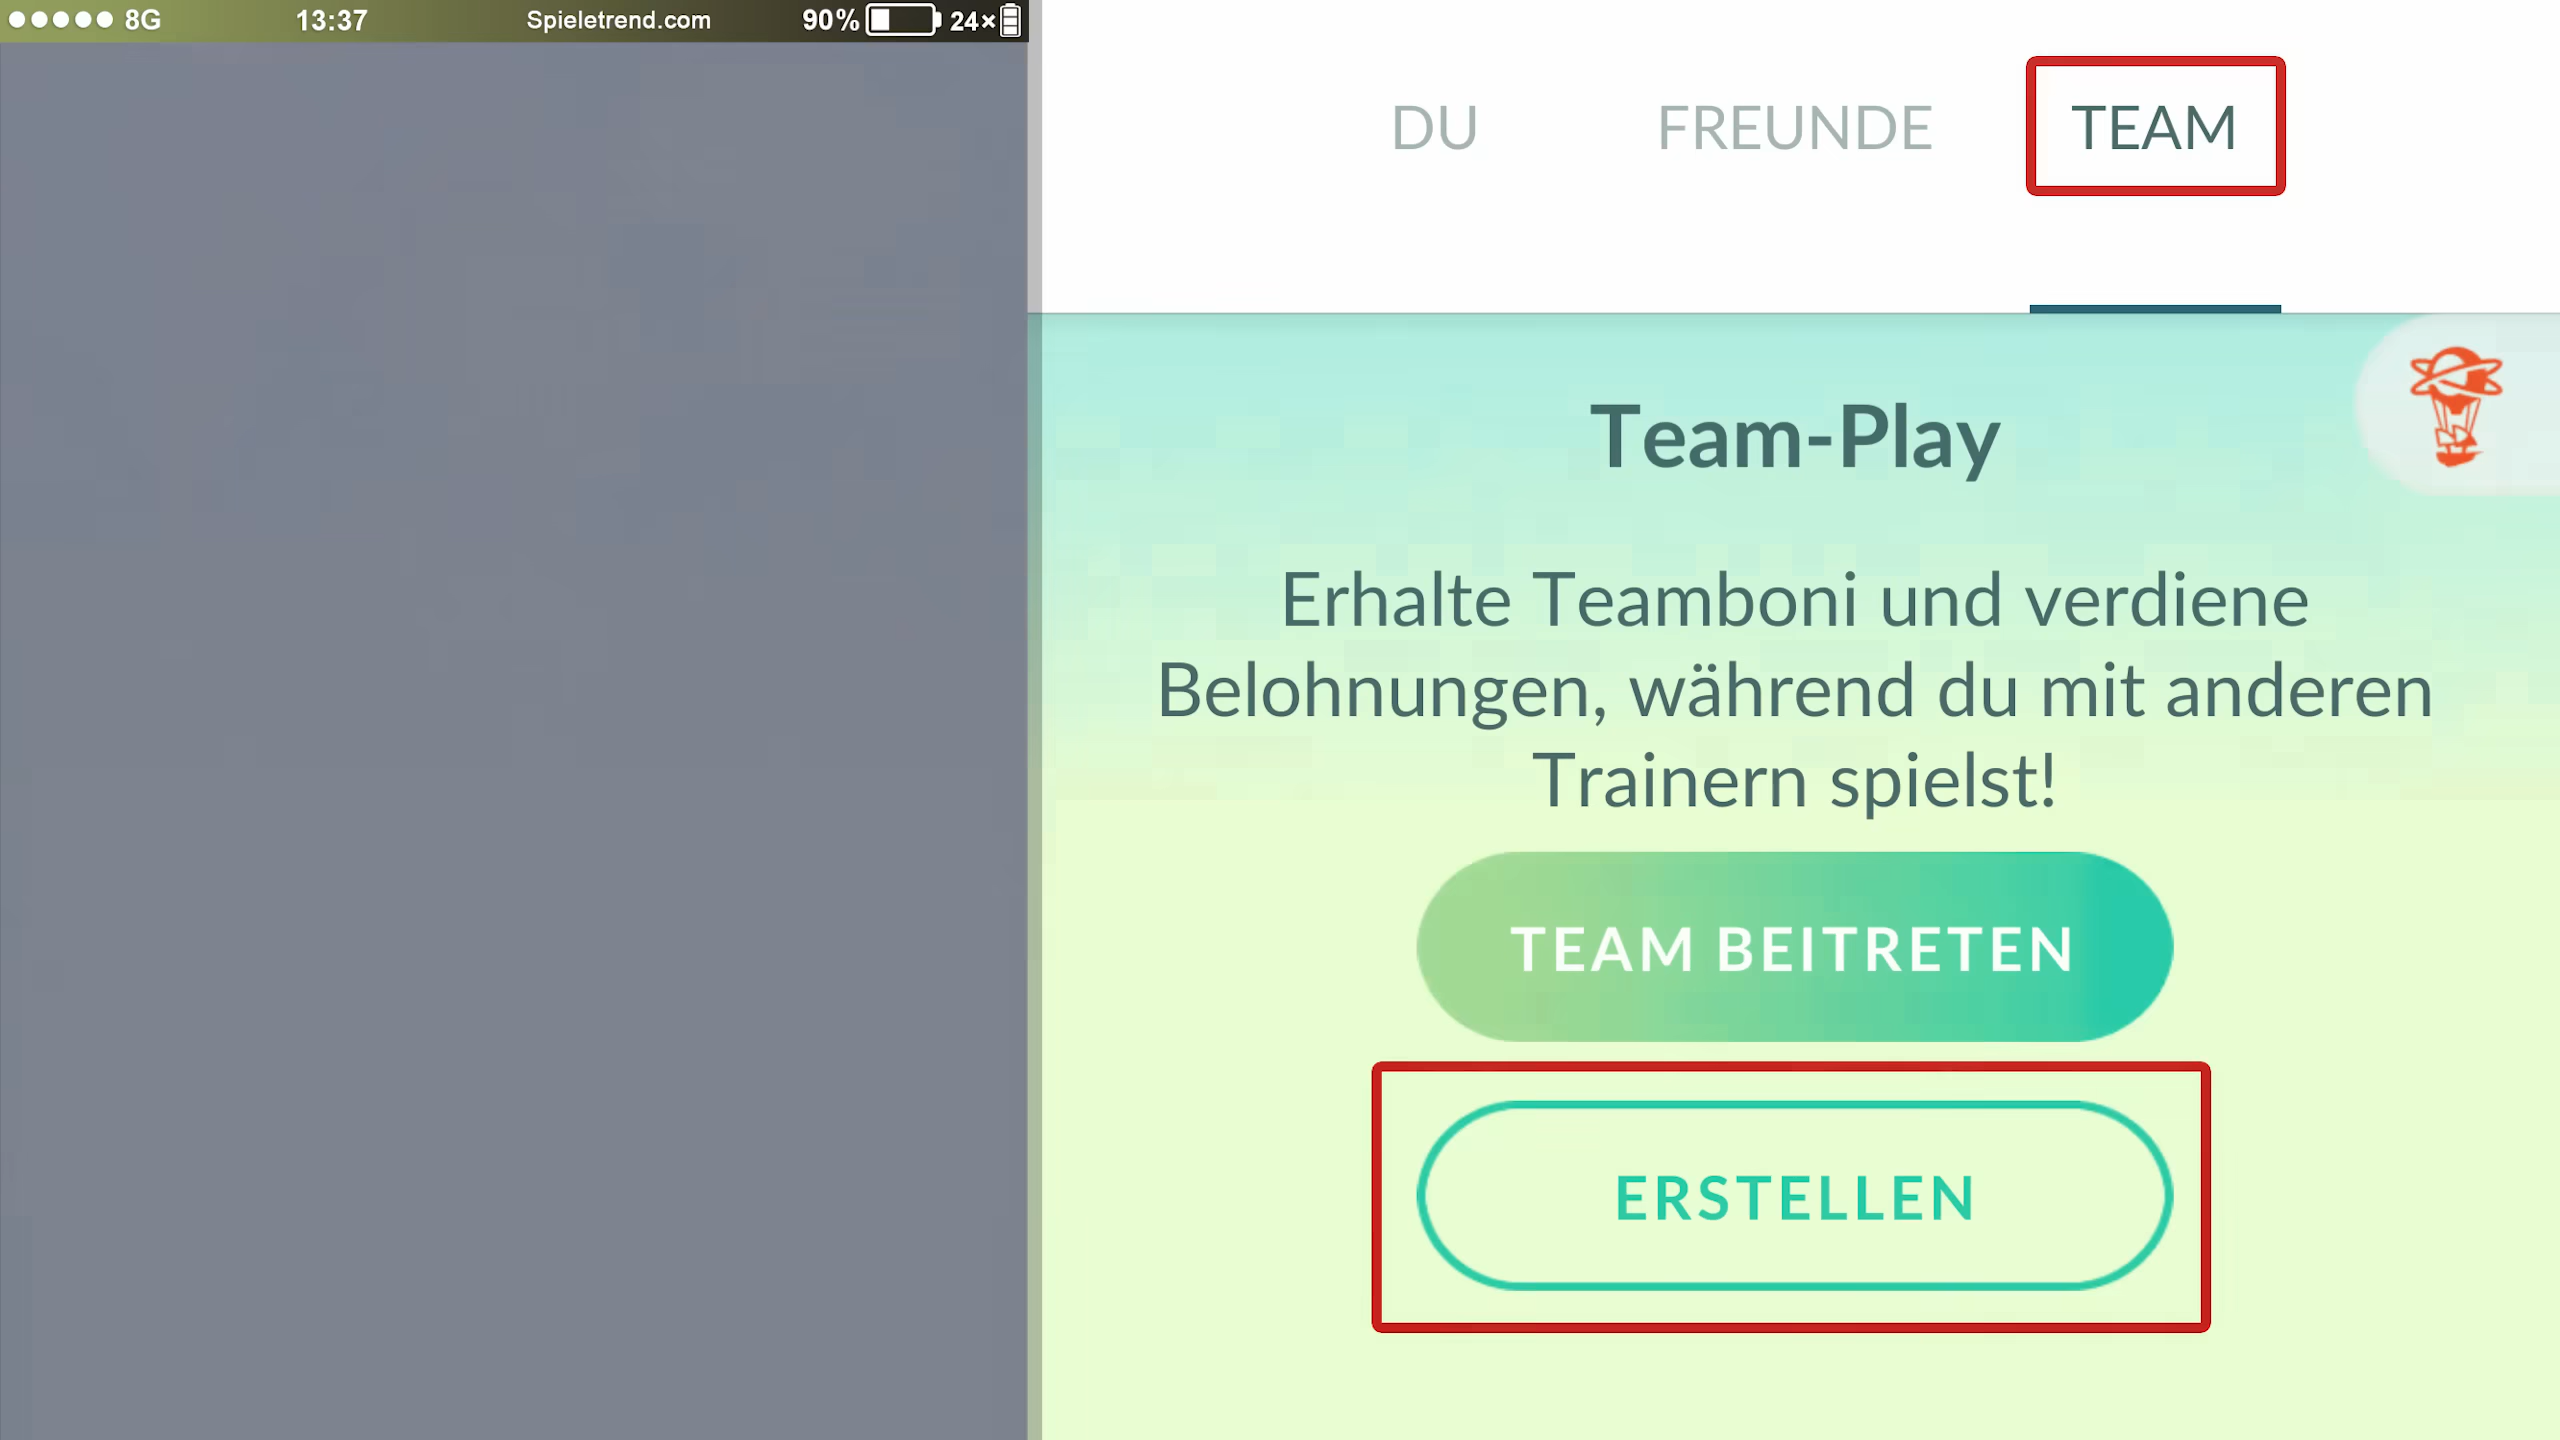 8G 13:37 Spieletrend.com 90% 24×
DU FREUNDE TEAM
Team-Play
Erhalte Teamboni und verdiene
Belohnungen, während du mit anderen
Trainern spielst!
TEAM BEITRETEN
ERSTELLEN